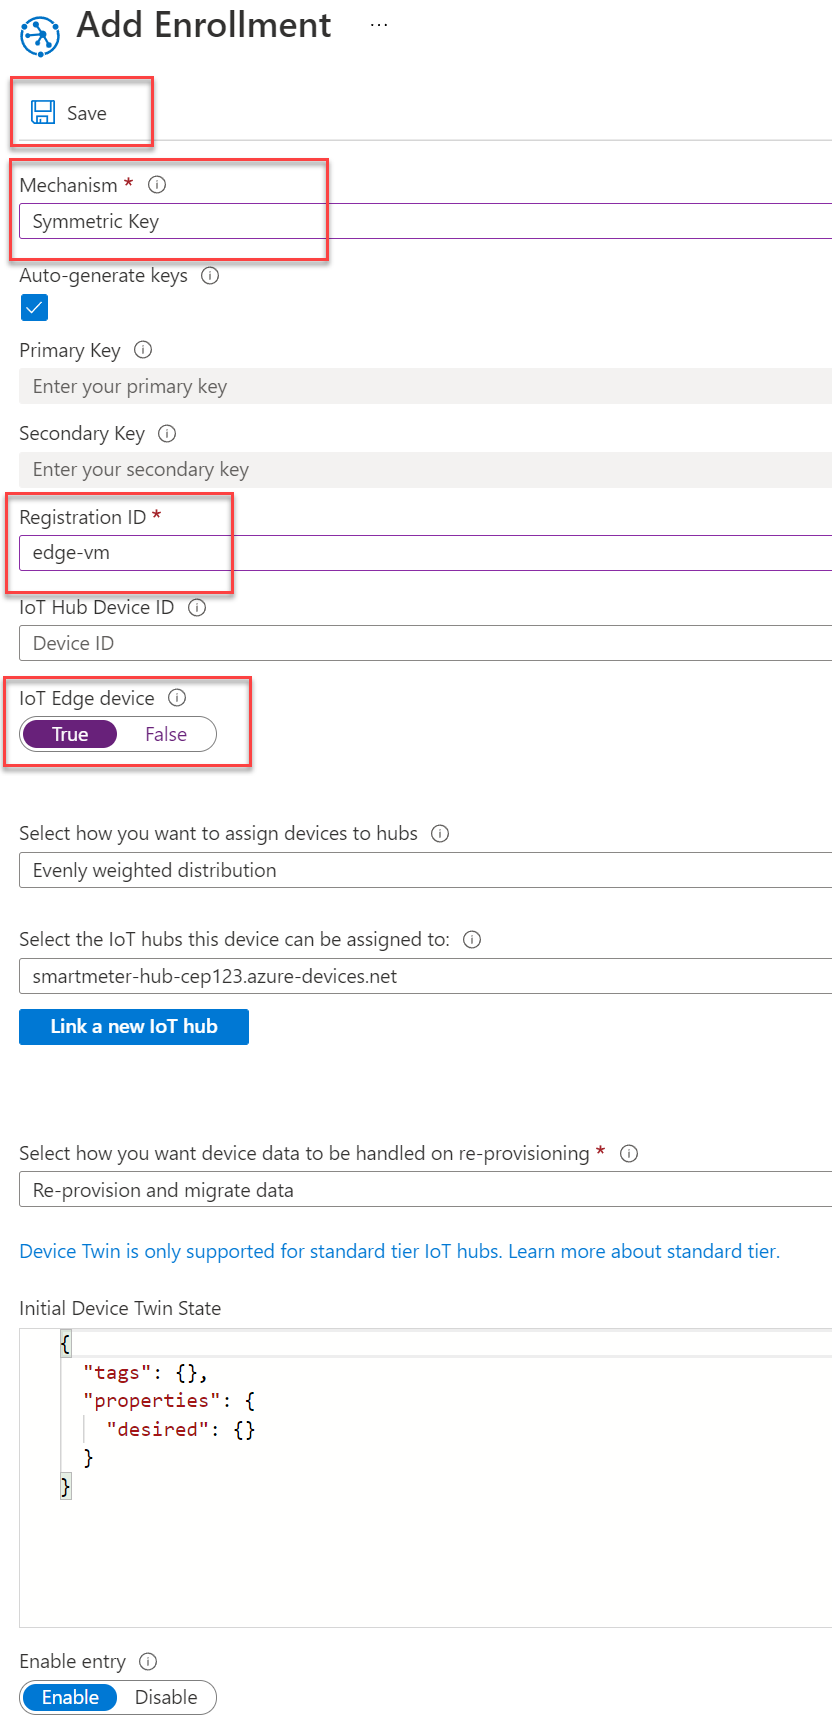 Add Enrollment ...
Save
Mechanism *
Symmetric Key
Auto-generate keys
Primary Key
Enter your primary key
Secondary Key
Enter your secondary key
Registration ID *
edge-vm
IoT Hub Device ID
Device ID
IoT Edge device
True False
Select how you want to assign devices to hubs
Evenly weighted distribution
Select the IoT hubs this device can be assigned to:
smartmeter-hub-cep123.azure-devices.net
Link a new IoT hub
Select how you want device data to be handled on re-provisioning *
Re-provision and migrate data
Device Twin is only supported for standard tier IoT hubs. Learn more about standard tier.
Initial Device Twin State
{
"tags": {},
"properties": {
"desired": {}
}
}
Enable entry
Enable Disable